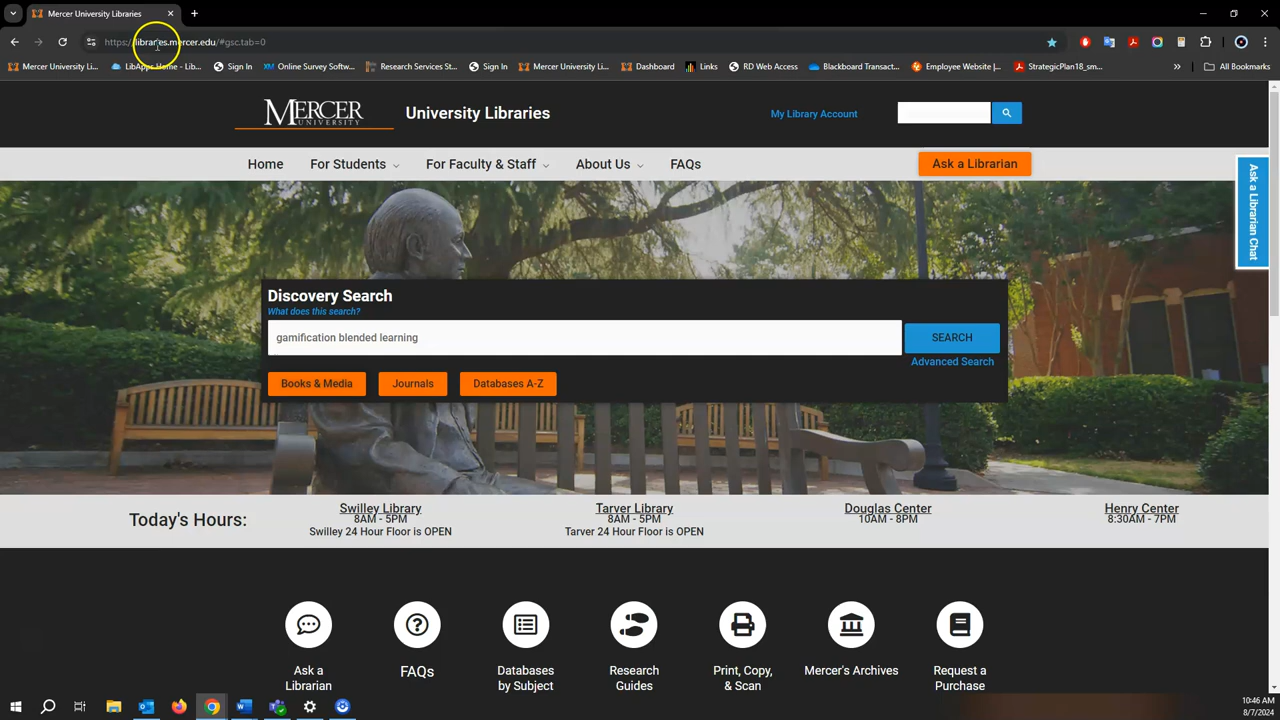 Mercer University Libraries
https://libraries.mercer.edu/#gsc.tab=0
Mercer University Li...
LibApps Home - Lib...
Sign In
Online Survey Softw...
Research Services St...
Sign In
Mercer University Li...
Dashboard
Links
RD Web Access
Blackboard Transact...
Employee Website |...
StrategicPlan18_sm...
»
All Bookmarks
MERCER
UNIVERSITY
University Libraries
My Library Account
Home
For Students
For Faculty & Staff
About Us
FAQs
Ask a Librarian
Ask a Librarian Chat
Discovery Search
What does this search?
gamification blended learning
SEARCH
Advanced Search
Books & Media
Journals
Databases A-Z
Today's Hours:
Swilley Library
8AM - 5PM
Swilley 24 Hour Floor is OPEN
Tarver Library
8AM - 5PM
Tarver 24 Hour Floor is OPEN
Douglas Center
10AM - 8PM
Henry Center
8:30AM - 7PM
Ask a
Librarian
FAQs
Databases
by Subject
Research
Guides
Print, Copy,
& Scan
Mercer's Archives
Request a
Purchase
10:46 AM
8/7/2024